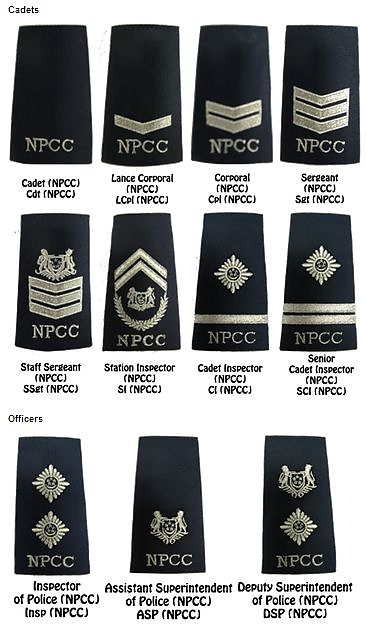 Cadets
NPCC NPCC NPCC NPCC
Cadet (NPCC)
Cdt (NPCC)
Lance Corporal
(NPCC)
LCpl (NPCC)
Corporal
(NPCC)
Cpl (NPCC)
Sergeant
(NPCC)
Sgt (NPCC)
NPCC NPCC NPCC NPCC
Staff Sergeant
(NPCC)
SSgt (NPCC)
Station Inspector
(NPCC)
SI (NPCC)
Cadet Inspector
(NPCC)
CI (NPCC)
Senior
Cadet Inspector
(NPCC)
SCI (NPCC)
Officers
NPCC NPCC NPCC
Inspector
of Police (NPCC)
Insp (NPCC)
Assistant Superintendent
of Police (NPCC)
ASP (NPCC)
Deputy Superintendent
of Police (NPCC)
DSP (NPCC)